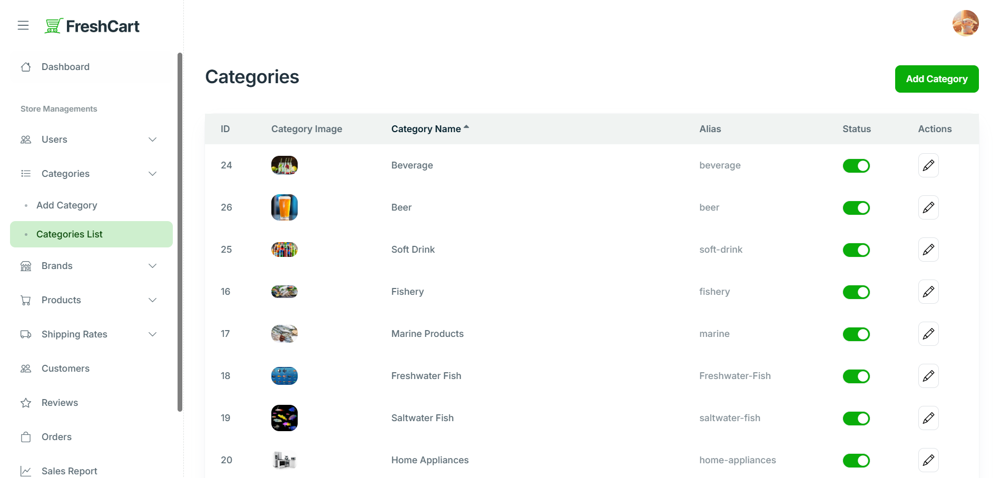 FreshCart
Dashboard
Store Managements
Users
Categories
Add Category
Categories List
Brands
Products
Shipping Rates
Customers
Reviews
Orders
Sales Report
Categories
Add Category
ID Category Image Category Name Alias Status Actions
24 Beverage beverage
26 Beer beer
25 Soft Drink soft-drink
16 Fishery fishery
17 Marine Products marine
18 Freshwater Fish Freshwater-Fish
19 Saltwater Fish saltwater-fish
20 Home Appliances home-appliances